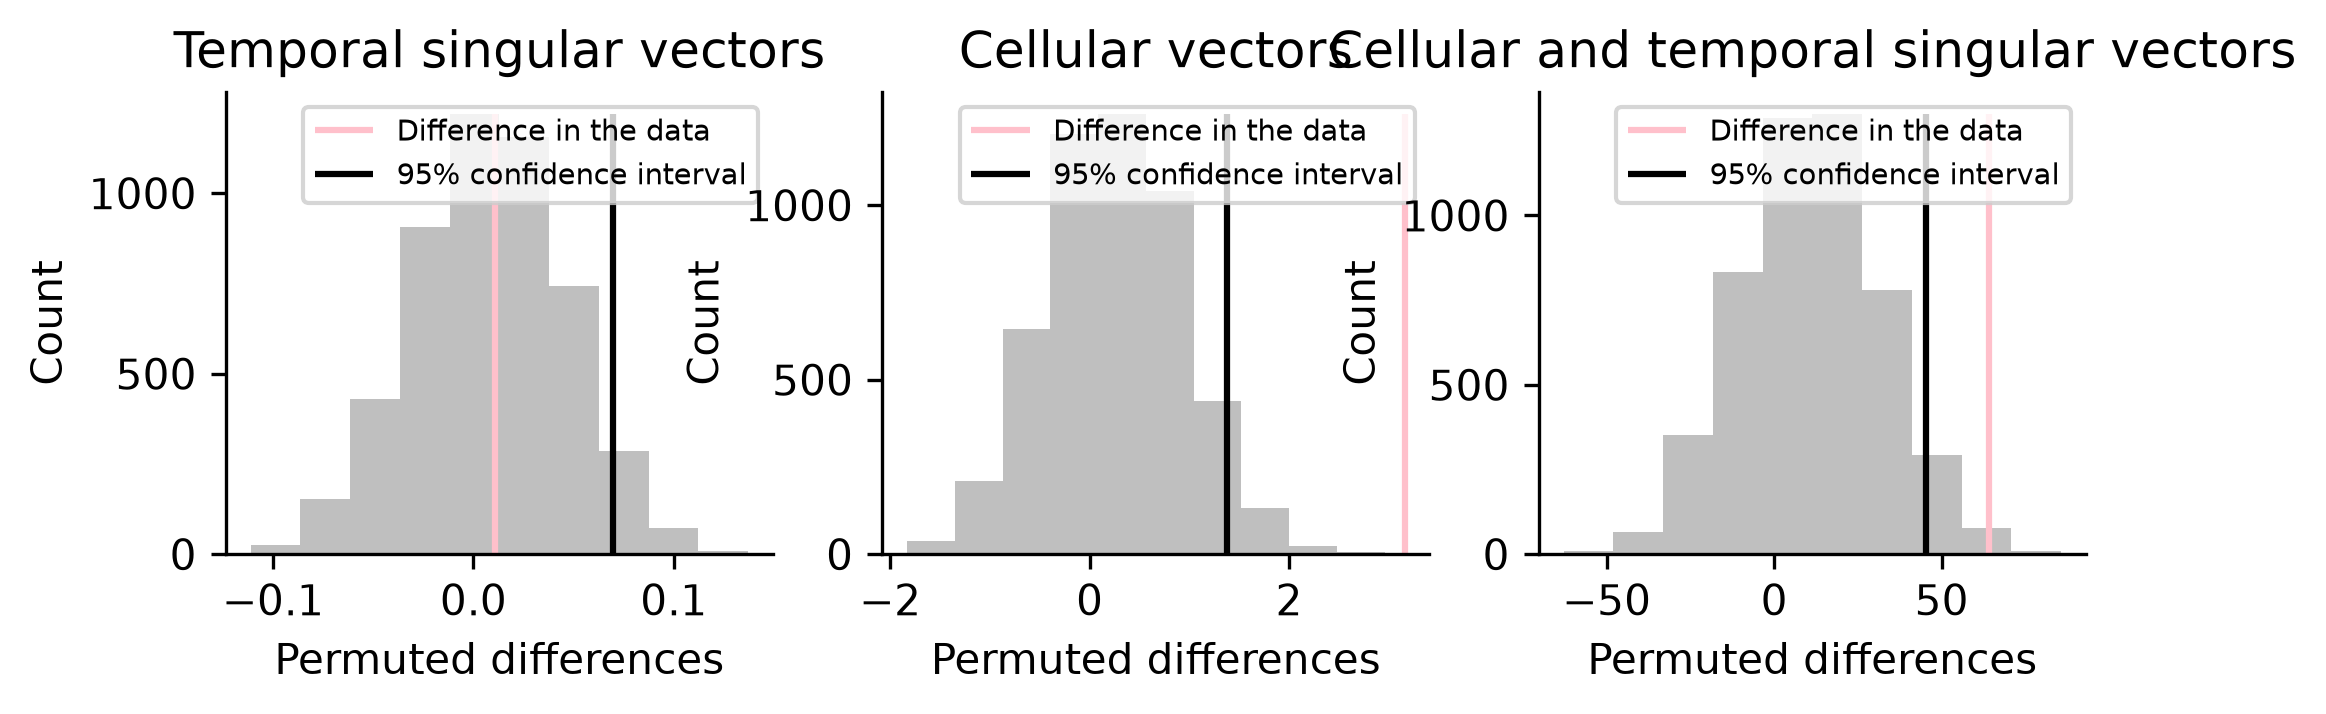 Temporal singular vectors
Difference in the data
95% confidence interval
1000
500
0
Count
−0.1
0.0
0.1
Permuted differences
Cellular vectors
Difference in the data
95% confidence interval
1000
500
0
Count
−2
0
2
Permuted differences
Cellular and temporal singular vectors
Difference in the data
95% confidence interval
1000
500
0
Count
−50
0
50
Permuted differences